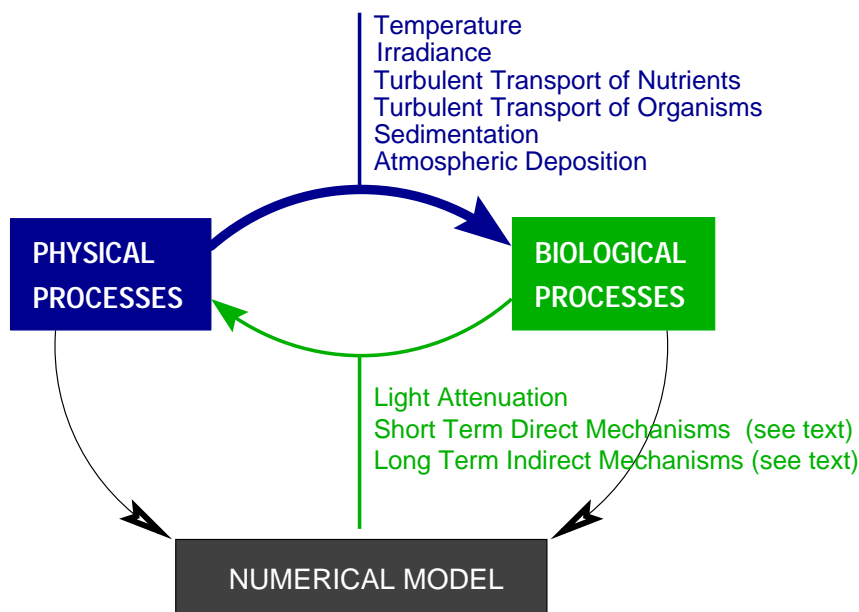 Temperature
Irradiance
Turbulent Transport of Nutrients
Turbulent Transport of Organisms
Sedimentation
Atmospheric Deposition
PHYSICAL
PROCESSES
BIOLOGICAL
PROCESSES
Light Attenuation
Short Term Direct Mechanisms (see text)
Long Term Indirect Mechanisms (see text)
NUMERICAL MODEL